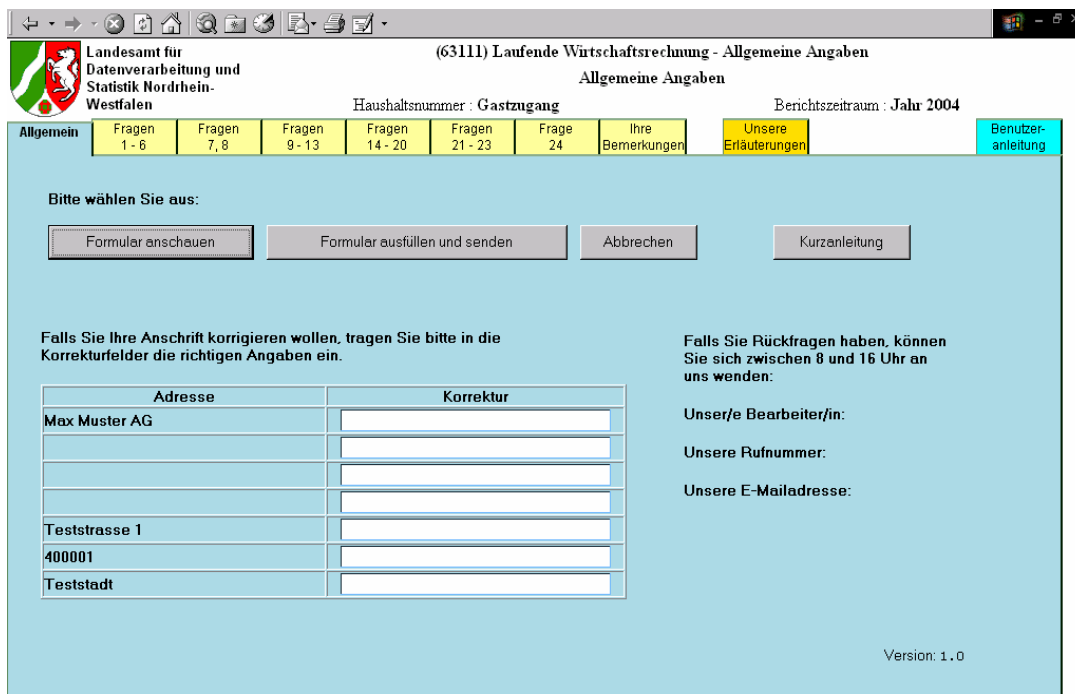 Landesamt für
Datenverarbeitung und
Statistik Nordrhein-
Westfalen
(63111) Laufende Wirtschaftsrechnung - Allgemeine Angaben
Allgemeine Angaben
Haushaltsnummer : Gastzugang
Berichtszeitraum : Jahr 2004
Allgemein
Fragen
1 - 6
Fragen
7, 8
Fragen
9 - 13
Fragen
14 - 20
Fragen
21 - 23
Frage
24
Ihre
Bemerkungen
Unsere
Erläuterungen
Benutzer-
anleitung
Bitte wählen Sie aus:
Formular anschauen
Formular ausfüllen und senden
Abbrechen
Kurzanleitung
Falls Sie Ihre Anschrift korrigieren wollen, tragen Sie bitte in die
Korrekturfelder die richtigen Angaben ein.
Adresse
Korrektur
Max Muster AG
Teststrasse 1
400001
Teststadt
Falls Sie Rückfragen haben, können
Sie sich zwischen 8 und 16 Uhr an
uns wenden:
Unser/e Bearbeiter/in:
Unsere Rufnummer:
Unsere E-Mailadresse:
Version: 1.0